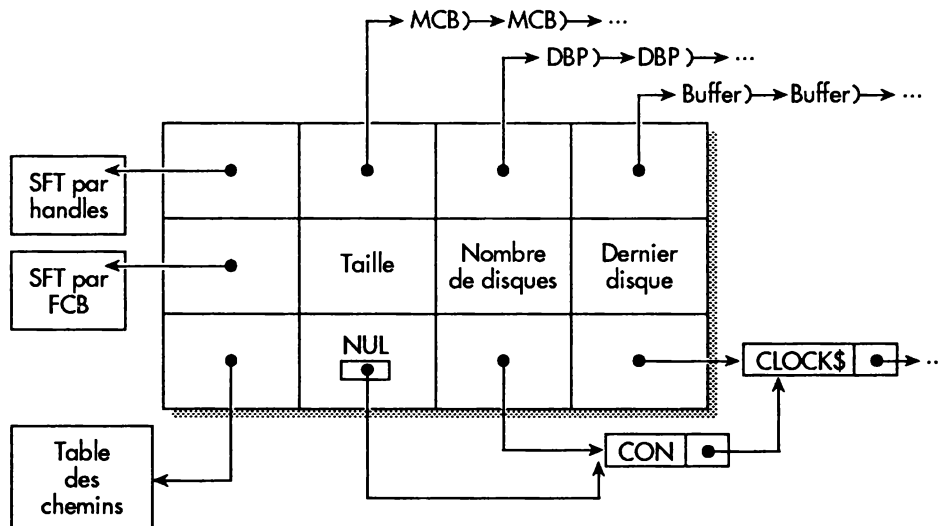 MCB) MCB) ...
DBP) DBP) ...
Buffer) Buffer) ...
SFT par
handles
SFT par
FCB
Taille
Nombre
de disques
Dernier
disque
NUL
CLOCK$ ..
CON
Table
des
chemins